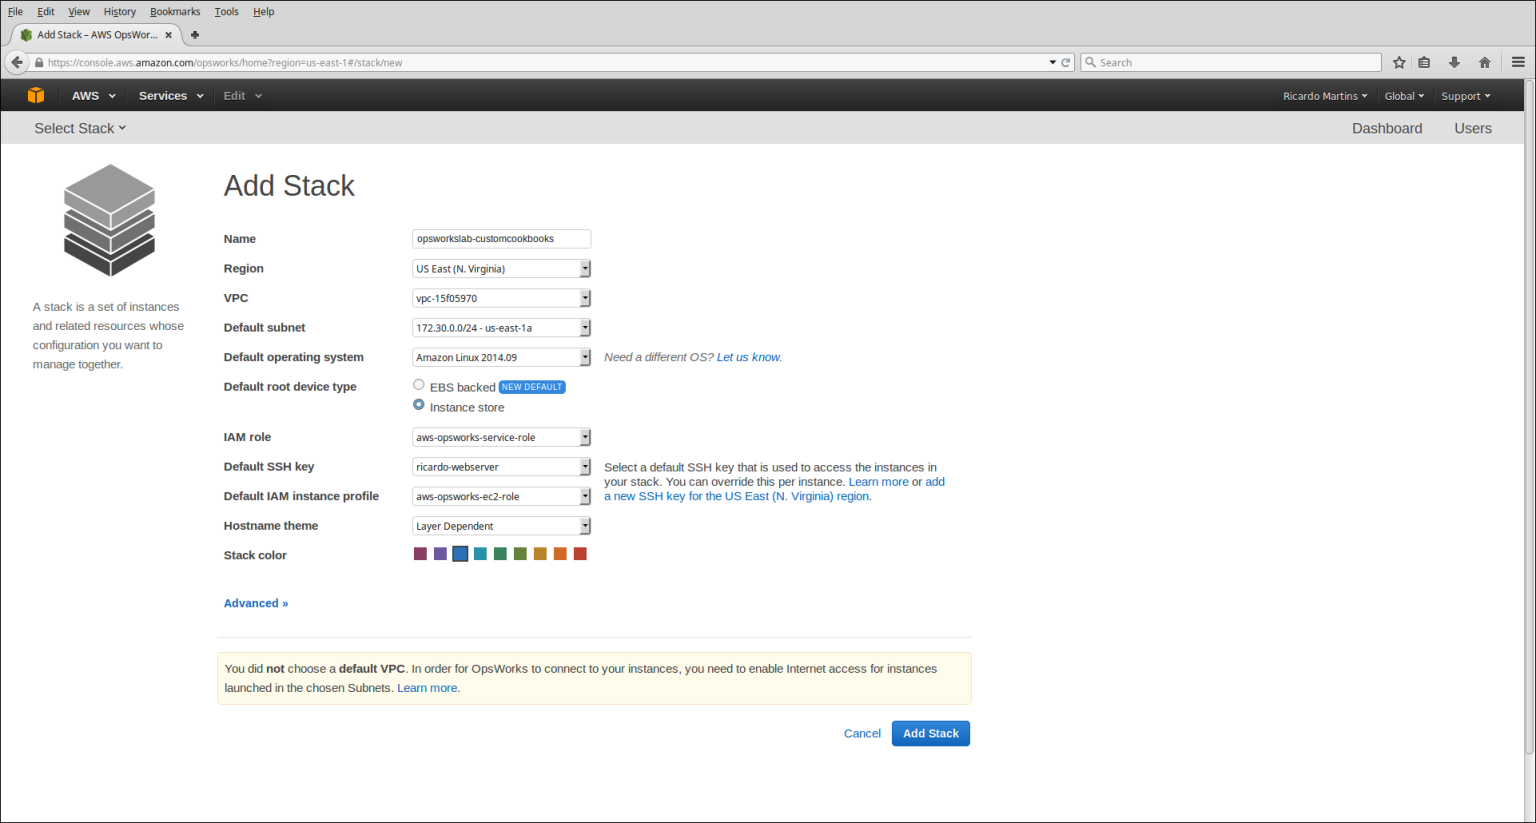 File Edit View History Bookmarks Tools Help
Add Stack – AWS OpsWor...
https://console.aws.amazon.com/opsworks/home?region=us-east-1#/stack/new
Search
AWS Services Edit Ricardo Martins Global Support
Select Stack Dashboard Users
A stack is a set of instances
and related resources whose
configuration you want to
manage together.
Add Stack
Name opsworkslab-customcookbooks
Region US East (N. Virginia)
VPC vpc-15f05970
Default subnet 172.30.0.0/24 - us-east-1a
Default operating system Amazon Linux 2014.09 Need a different OS? Let us know.
Default root device type EBS backed NEW DEFAULT
Instance store
IAM role aws-opsworks-service-role
Default SSH key ricardo-webserver Select a default SSH key that is used to access the instances in
your stack. You can override this per instance. Learn more or add
a new SSH key for the US East (N. Virginia) region.
Default IAM instance profile aws-opsworks-ec2-role
Hostname theme Layer Dependent
Stack color
Advanced »
You did not choose a default VPC. In order for OpsWorks to connect to your instances, you need to enable Internet access for instances
launched in the chosen Subnets. Learn more.
Cancel Add Stack